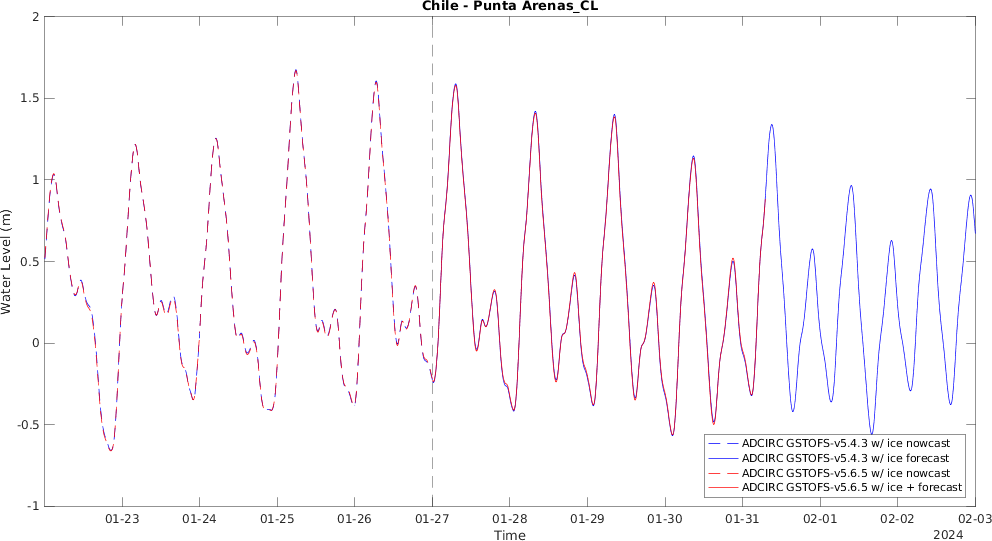 Chile - Punta Arenas_CL
2
1.5
1
0.5
0
-0.5
-1
Water Level (m)
ADCIRC GSTOFS-v5.4.3 w/ ice nowcast
ADCIRC GSTOFS-v5.4.3 w/ ice forecast
ADCIRC GSTOFS-v5.6.5 w/ ice nowcast
ADCIRC GSTOFS-v5.6.5 w/ ice + forecast
01-23 01-24 01-25 01-26 01-27 01-28 01-29 01-30 01-31 02-01 02-02 02-03
Time
2024